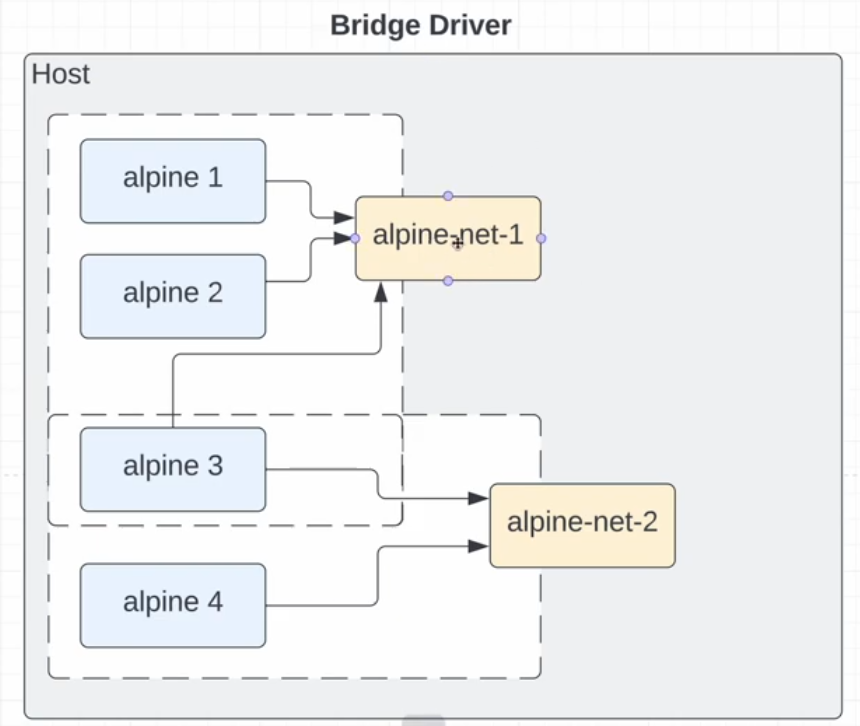 Bridge Driver
Host
alpine 1
alpine-net-1
alpine 2
alpine 3
alpine-net-2
alpine 4